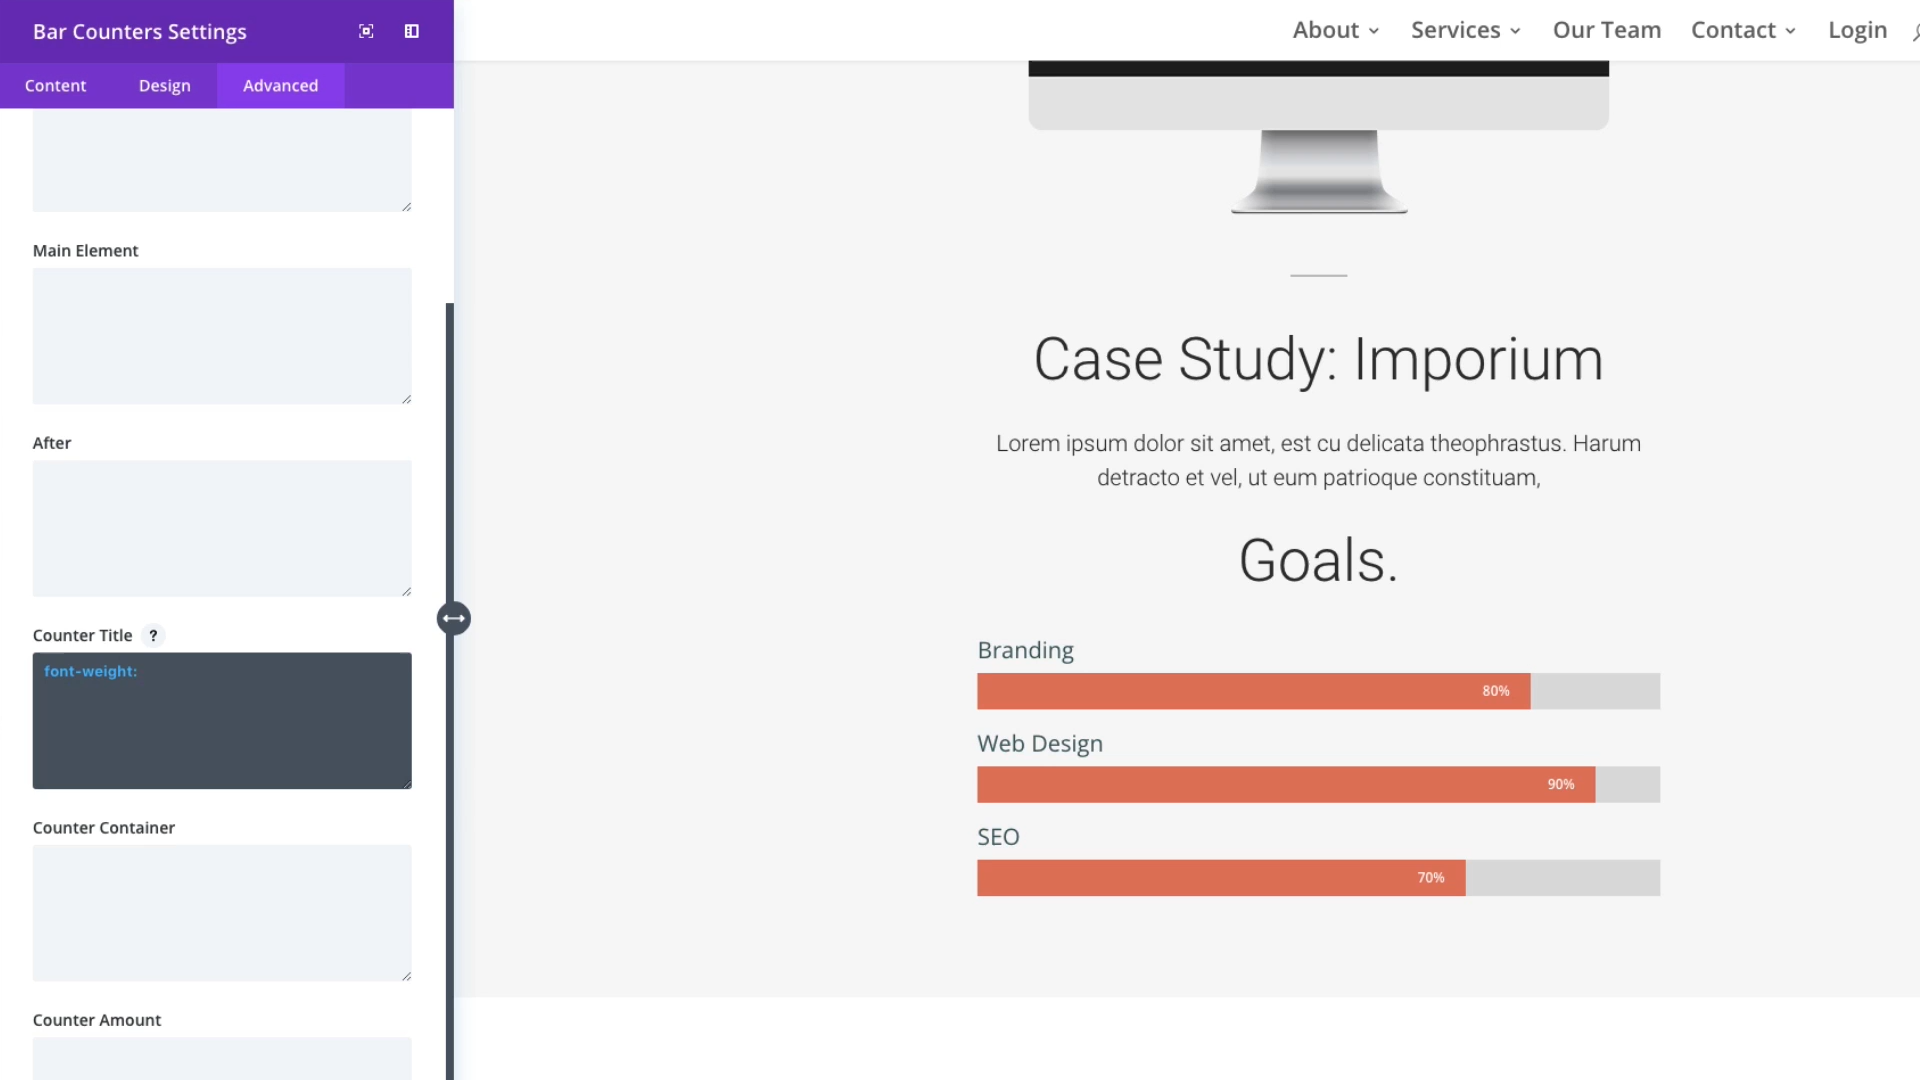 Bar Counters Settings
Content
Design
Advanced
Main Element
After
Counter Title ?
font-weight:
Counter Container
Counter Amount
About
Services
Our Team
Contact
Login
Case Study: Imporium
Lorem ipsum dolor sit amet, est cu delicata theophrastus. Harum
detracto et vel, ut eum patrioque constituam,
Goals.
Branding
80%
Web Design
90%
SEO
70%